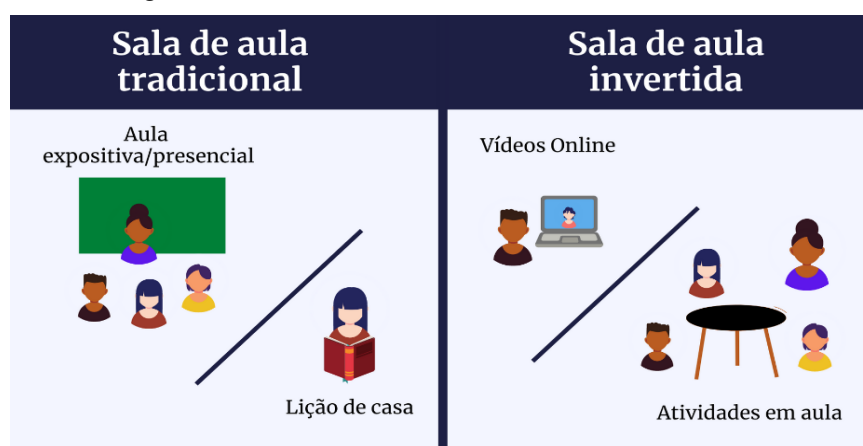 Sala de aula
tradicional
Sala de aula
invertida
Aula
expositiva/presencial
Lição de casa
Vídeos Online
Atividades em aula